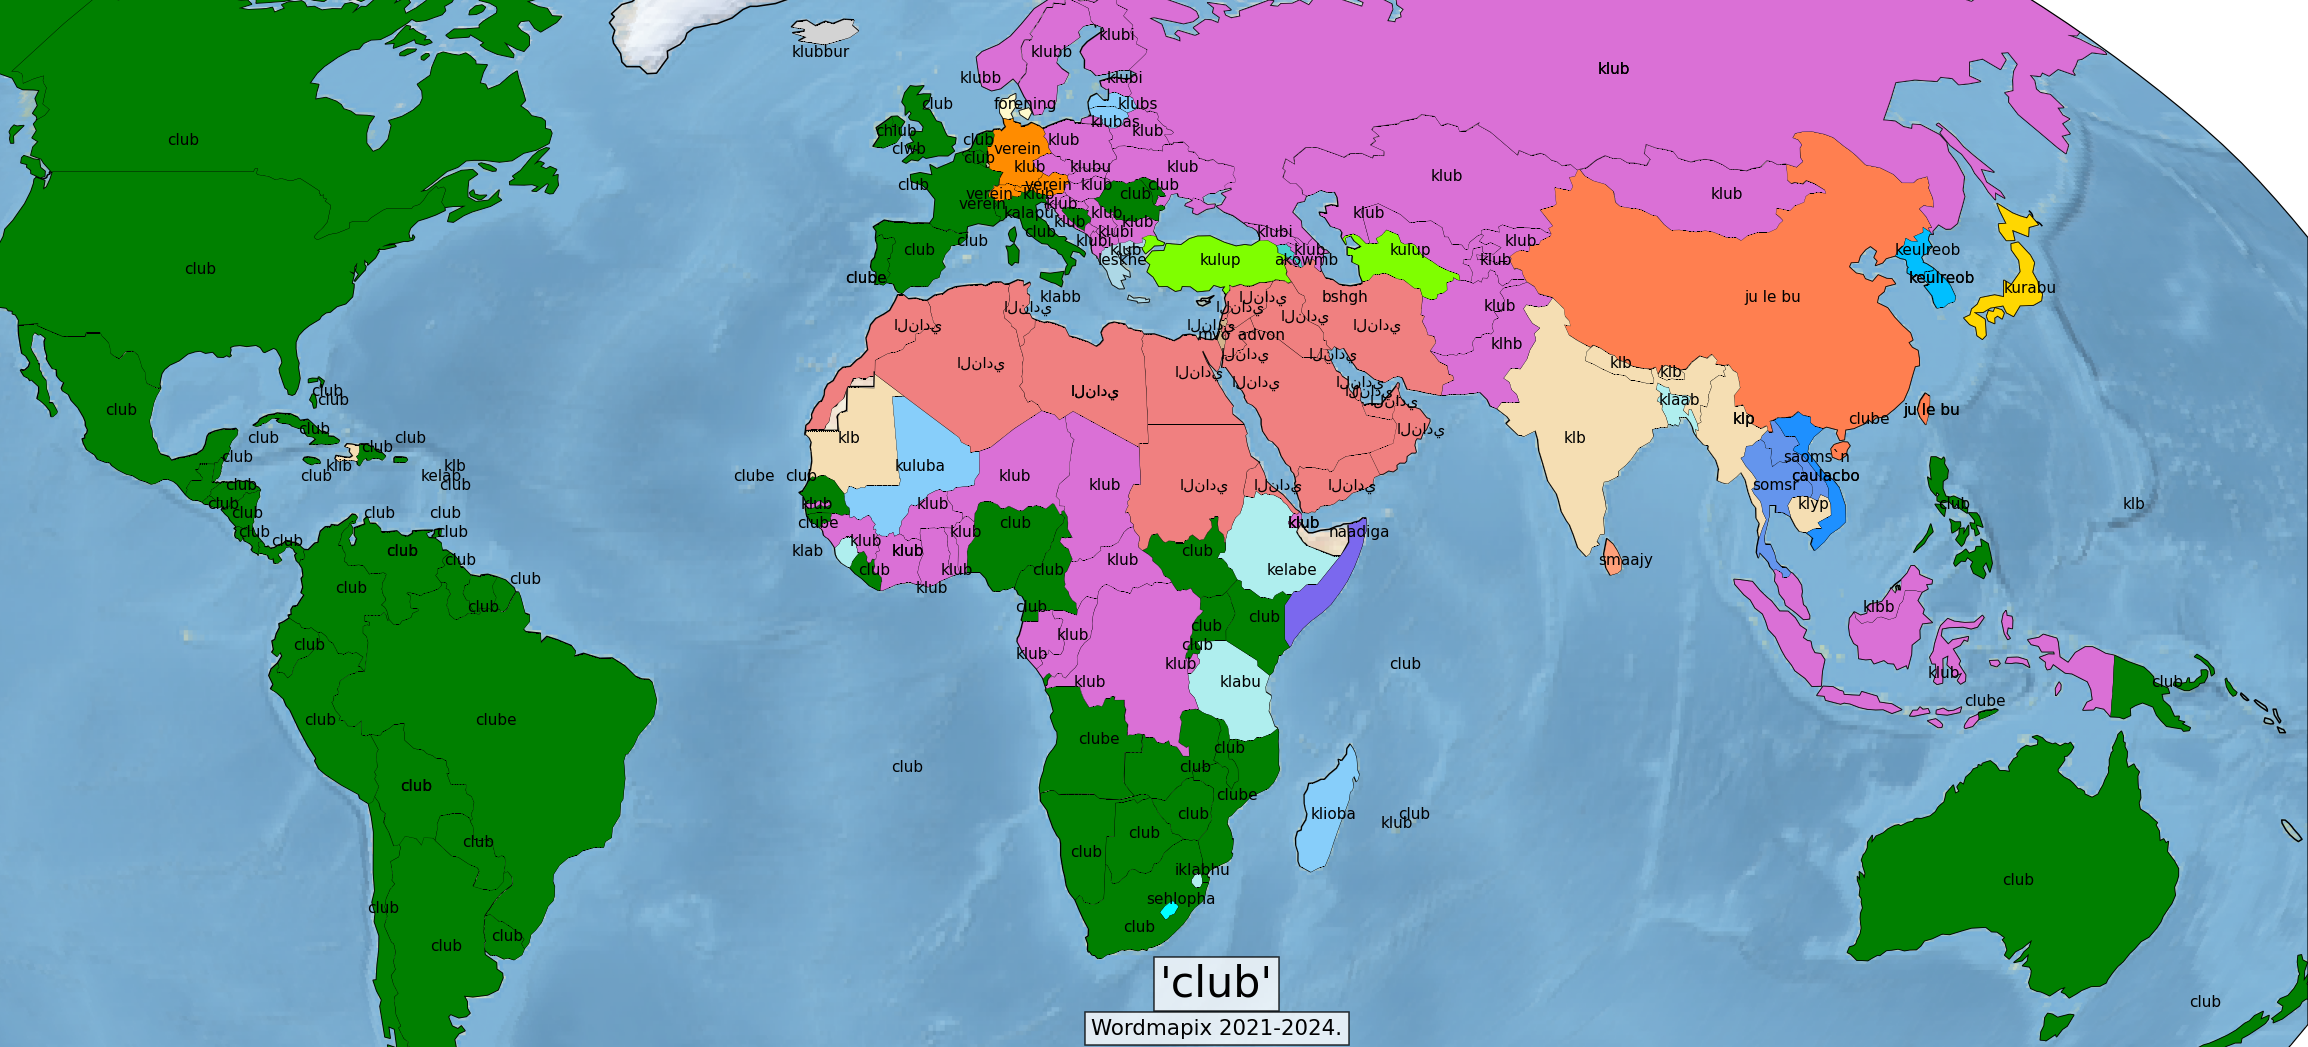 klubi
klubb
klubbur
klub
klubb
klubi
club
forening
klubs
klubas
chlub
club
klub
klub
club
clwb
verein
club
klub
klubu
klub
club
verein
klub
club
verein
klub
club
klub
klub
verein
klub
klub
kalapu
klub
klub
klub
club
klubi
klubi
klubi
club
klub
club
klub
klub
keulreob
club
leskhe
kulup
akowmb
kulup
klub
club
clube
keulreob
klabb
النادي
bshgh
ju le bu
kurabu
النادي
النادي
klub
النادي
النادي
النادي
النادي
mvo'advon
klhb
النادي
النادي
النادي
klb
klb
النادي
النادي
النادي
club
club
النادي
النادي
klaab
النادي
club
ju le bu
klp
clube
club
النادي
club
klb
klb
club
club
club
saoms n
klib
klb
kuluba
club
kelab
clube
club
klub
caulacbo
club
club
klub
النادي
النادي
النادي
somsr
club
klub
klub
klyp
club
klb
club
club
club
clube
club
klub
club
club
klub
naadiga
club
klub
club
klab
klub
club
club
klub
smaajy
club
klub
club
kelabe
club
club
klub
club
club
klbb
club
club
klub
club
club
klub
klub
club
klub
klub
klabu
club
clube
club
clube
clube
club
club
club
club
clube
club
klioba
club
club
klub
club
club
club
iklabhu
club
sehlopha
club
club
club
club
club
club
'club'
Wordmapix 2021-2024.